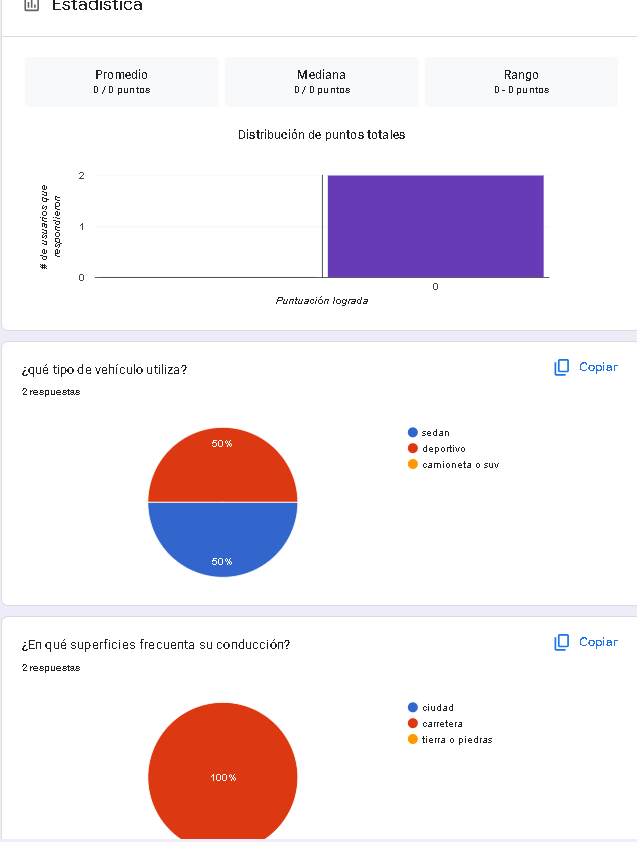 Estadística
Promedio
0 / 0 puntos
Mediana
0 / 0 puntos
Rango
0 - 0 puntos
Distribución de puntos totales
# de usuarios que
respondieron
2
1
0
0
Puntuación lograda
¿qué tipo de vehículo utiliza?
Copiar
2 respuestas
50%
50%
sedan
deportivo
camioneta o suv
¿En qué superficies frecuenta su conducción?
Copiar
2 respuestas
100%
ciudad
carretera
tierra o piedras